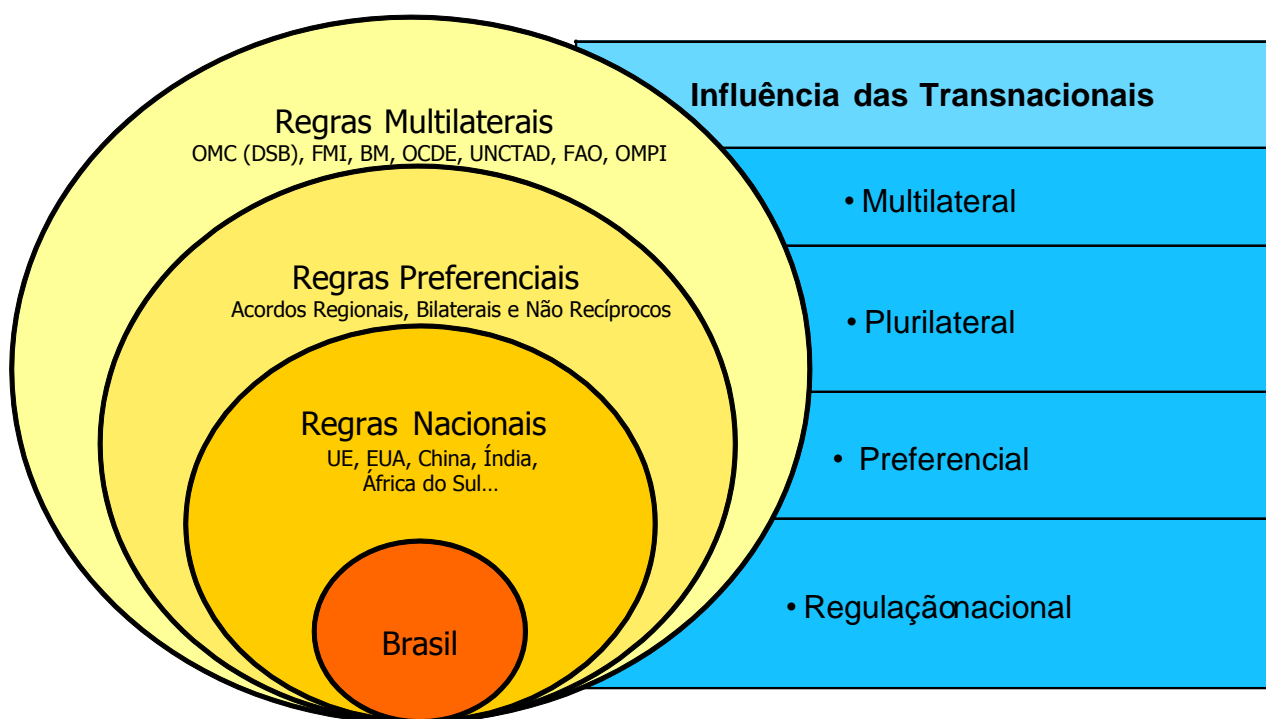 Regras Multilaterais
OMC (DSB), FMI, BM, OCDE, UNCTAD, FAO, OMPI
Regras Preferenciais
Acordos Regionais, Bilaterais e Não Recíprocos
Regras Nacionais
UE, EUA, China, Índia,
África do Sul...
Brasil
Influência das Transnacionais
• Multilateral
• Plurilateral
• Preferencial
• Regulaçãonacional